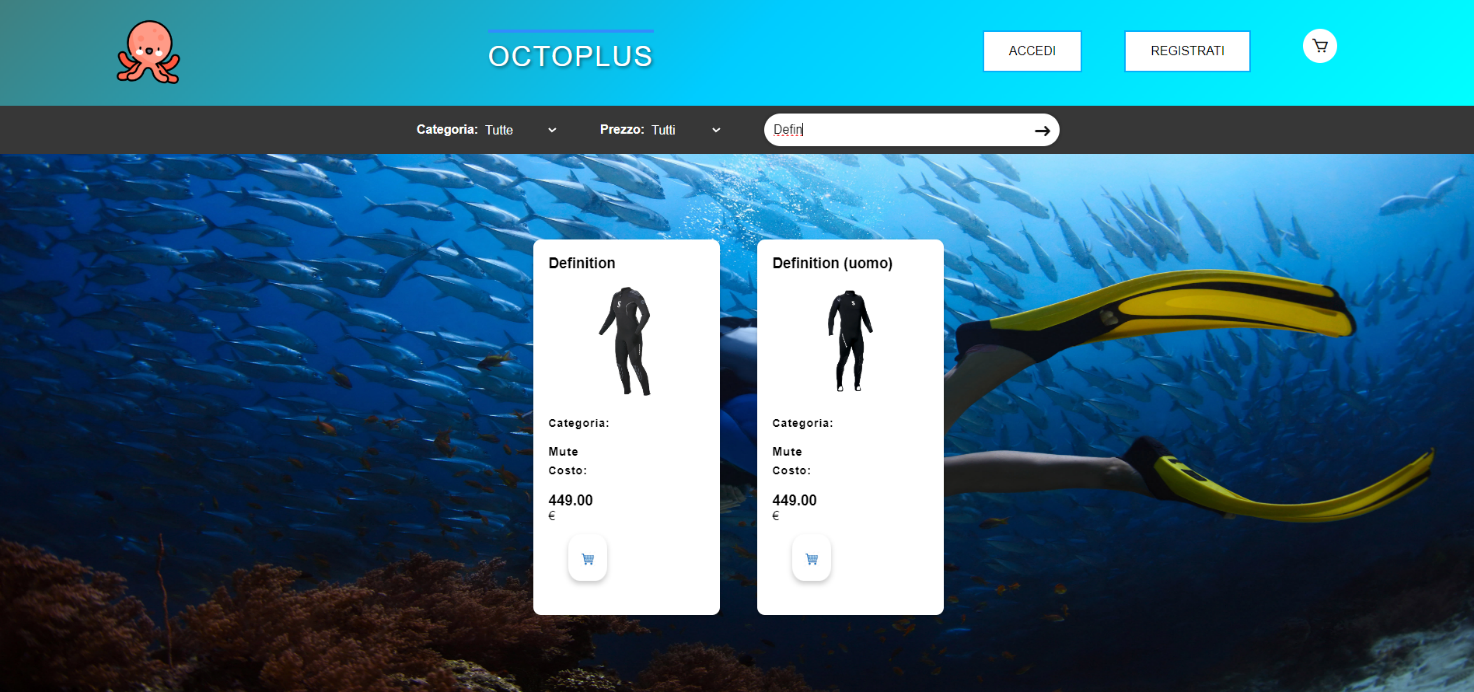 OCTOPLUS
ACCEDI
REGISTRATI
Categoria: Tutte
Prezzo: Tutti
Defin
Definition
Categoria:
Mute
Costo:
449.00
€
Definition (uomo)
Categoria:
Mute
Costo:
449.00
€